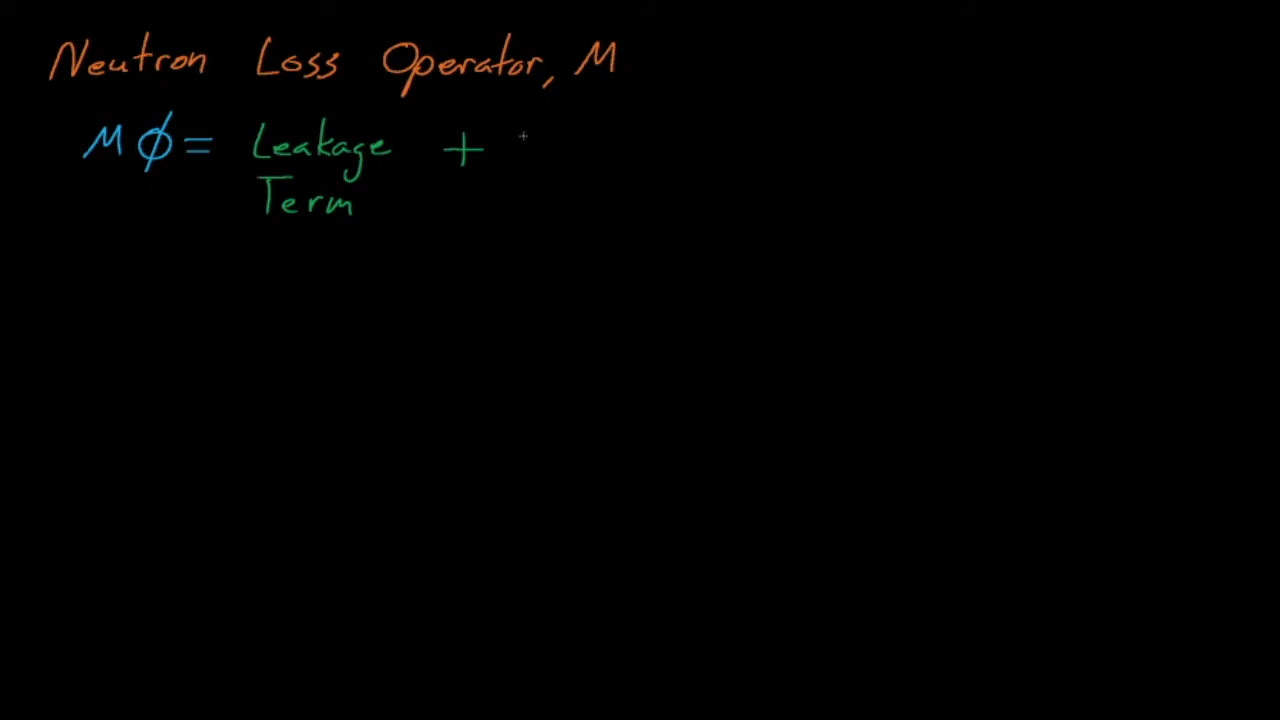 Neutron Loss Operator, M
Mϕ= Leakage +
Term